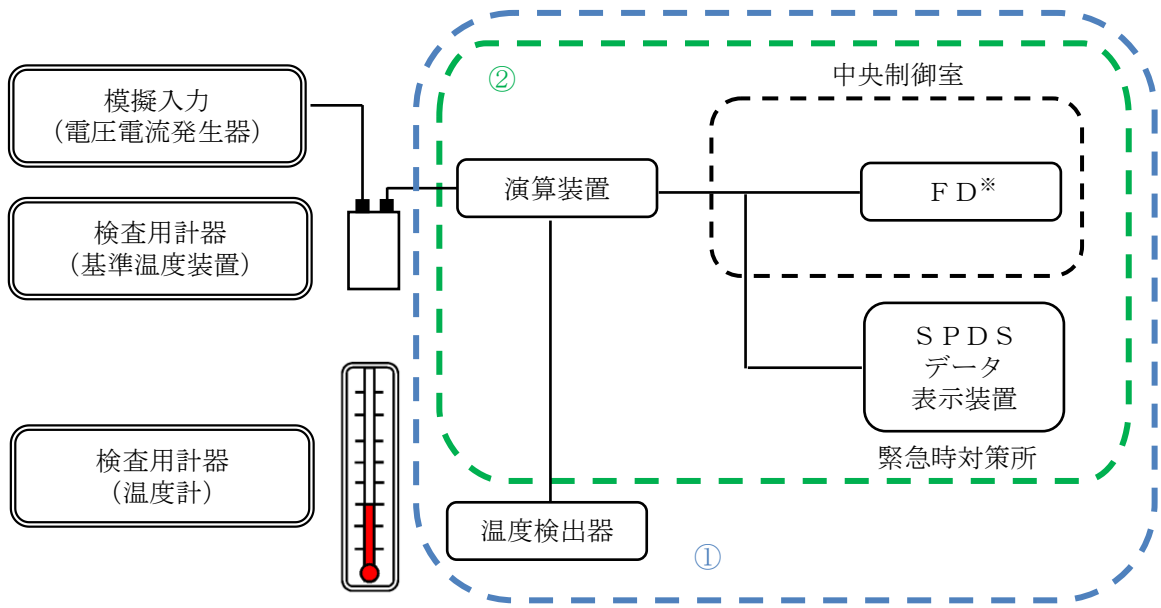 ①
②
中央制御室
模擬入力
（電圧電流発生器）
演算装置
ＦＤ※
検査用計器
（基準温度装置）
ＳＰＤＳ
データ
表示装置
緊急時対策所
検査用計器
（温度計）
温度検出器
①